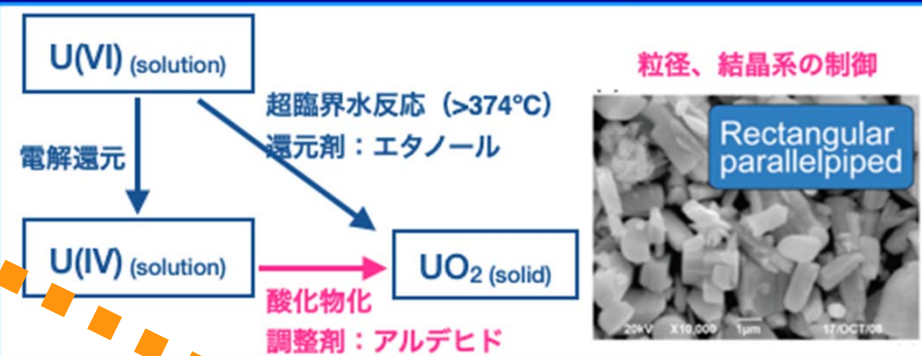 U(VI) (solution)
電解還元
超臨界水反応（>374℃）
還元剤：エタノール
U(IV) (solution)
酸化物化
調整剤：アルデヒド
UO2 (solid)
粒径、結晶系の制御
Rectangular
parallelpiped
20kV X10,000 1μm 17/OCT/08